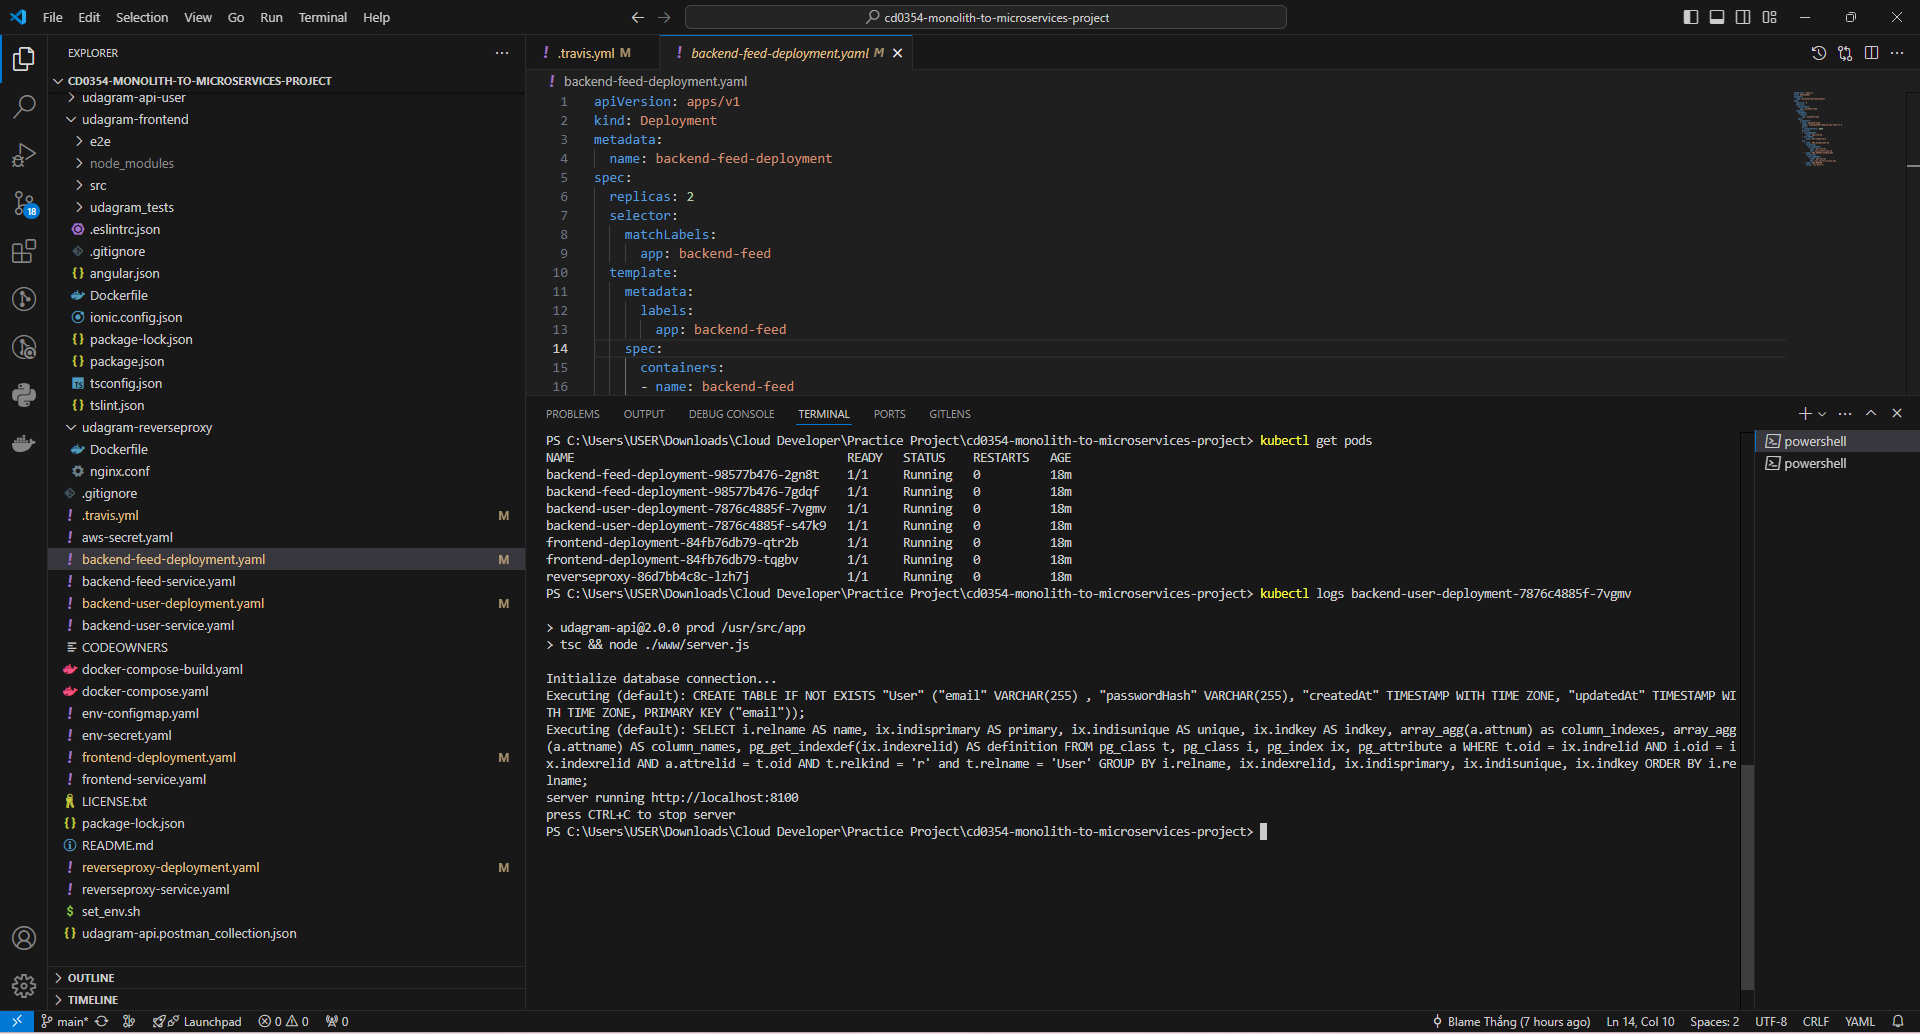 File Edit Selection View Go Run Terminal Help
cd0354-monolith-to-microservices-project
EXPLORER
CD0354-MONOLITH-TO-MICROSERVICES-PROJECT
udagram-api-user
udagram-frontend
e2e
node_modules
src
udagram_tests
.eslintrc.json
.gitignore
angular.json
Dockerfile
ionic.config.json
package-lock.json
package.json
tsconfig.json
tslint.json
udagram-reverseproxy
Dockerfile
nginx.conf
.gitignore
.travis.yml M
aws-secret.yaml
backend-feed-deployment.yaml M
backend-feed-service.yaml
backend-user-deployment.yaml M
backend-user-service.yaml
CODEOWNERS
docker-compose-build.yaml
docker-compose.yaml
env-configmap.yaml
env-secret.yaml
frontend-deployment.yaml M
frontend-service.yaml
LICENSE.txt
package-lock.json
README.md
reverseproxy-deployment.yaml M
reverseproxy-service.yaml
set_env.sh
udagram-api.postman_collection.json
OUTLINE
TIMELINE
18
.travis.yml M backend-feed-deployment.yaml M
backend-feed-deployment.yaml
1 apiVersion: apps/v1
2 kind: Deployment
3 metadata:
4 name: backend-feed-deployment
5 spec:
6 replicas: 2
7 selector:
8 matchLabels:
9 app: backend-feed
10 template:
11 metadata:
12 labels:
13 app: backend-feed
14 spec:
15 containers:
16 - name: backend-feed
PROBLEMS OUTPUT DEBUG CONSOLE TERMINAL PORTS GITLENS
powershell
powershell
PS C:\Users\USER\Downloads\Cloud Developer\Practice Project\cd0354-monolith-to-microservices-project> kubectl get pods
NAME READY STATUS RESTARTS AGE
backend-feed-deployment-98577b476-2gn8t 1/1 Running 0 18m
backend-feed-deployment-98577b476-7gdqf 1/1 Running 0 18m
backend-user-deployment-7876c4885f-7vgmv 1/1 Running 0 18m
backend-user-deployment-7876c4885f-s47k9 1/1 Running 0 18m
frontend-deployment-84fb76db79-qtr2b 1/1 Running 0 18m
frontend-deployment-84fb76db79-tqgbv 1/1 Running 0 18m
reverseproxy-86d7bb4c8c-lzh7j 1/1 Running 0 18m
PS C:\Users\USER\Downloads\Cloud Developer\Practice Project\cd0354-monolith-to-microservices-project> kubectl logs backend-user-deployment-7876c4885f-7vgmv
> udagram-api@2.0.0 prod /usr/src/app
> tsc && node ./www/server.js
Initialize database connection...
Executing (default): CREATE TABLE IF NOT EXISTS "User" ("email" VARCHAR(255) , "passwordHash" VARCHAR(255), "createdAt" TIMESTAMP WITH TIME ZONE, "updatedAt" TIMESTAMP WI
TH TIME ZONE, PRIMARY KEY ("email"));
Executing (default): SELECT i.relname AS name, ix.indisprimary AS primary, ix.indisunique AS unique, ix.indkey AS indkey, array_agg(a.attnum) as column_indexes, array_agg
(a.attname) AS column_names, pg_get_indexdef(ix.indexrelid) AS definition FROM pg_class t, pg_class i, pg_index ix, pg_attribute a WHERE t.oid = ix.indrelid AND i.oid = i
x.indexrelid AND a.attrelid = t.oid AND t.relkind = 'r' and t.relname = 'User' GROUP BY i.relname, ix.indexrelid, ix.indisprimary, ix.indisunique, ix.indkey ORDER BY i.re
lname;
server running http://localhost:8100
press CTRL+C to stop server
PS C:\Users\USER\Downloads\Cloud Developer\Practice Project\cd0354-monolith-to-microservices-project>
main* Launchpad 0 0 0 Blame Thắng (7 hours ago) Ln 14, Col 10 Spaces: 2 UTF-8 CRLF YAML